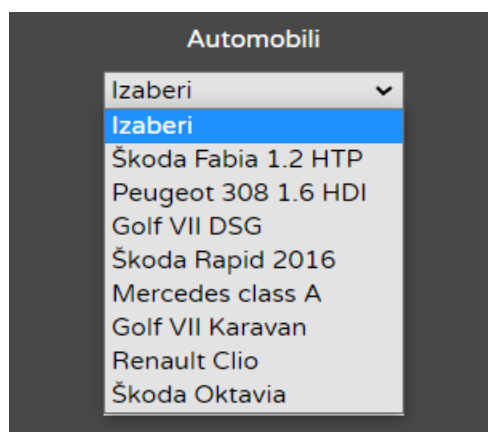 Automobili
Izaberi
Izaberi
Škoda Fabia 1.2 HTP
Peugeot 308 1.6 HDI
Golf VII DSG
Škoda Rapid 2016
Mercedes class A
Golf VII Karavan
Renault Clio
Škoda Oktavia